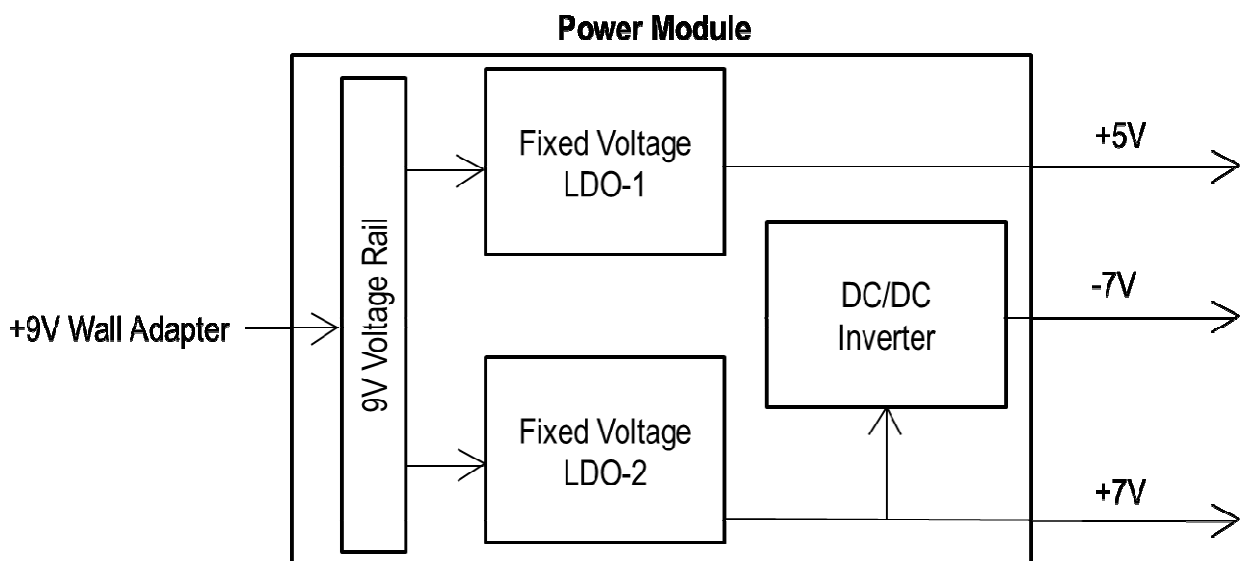 Power Module
Fixed Voltage
LDO-1
+5V
9V Voltage Rail
DC/DC
Inverter
-7V
+9V Wall Adapter
Fixed Voltage
LDO-2
+7V